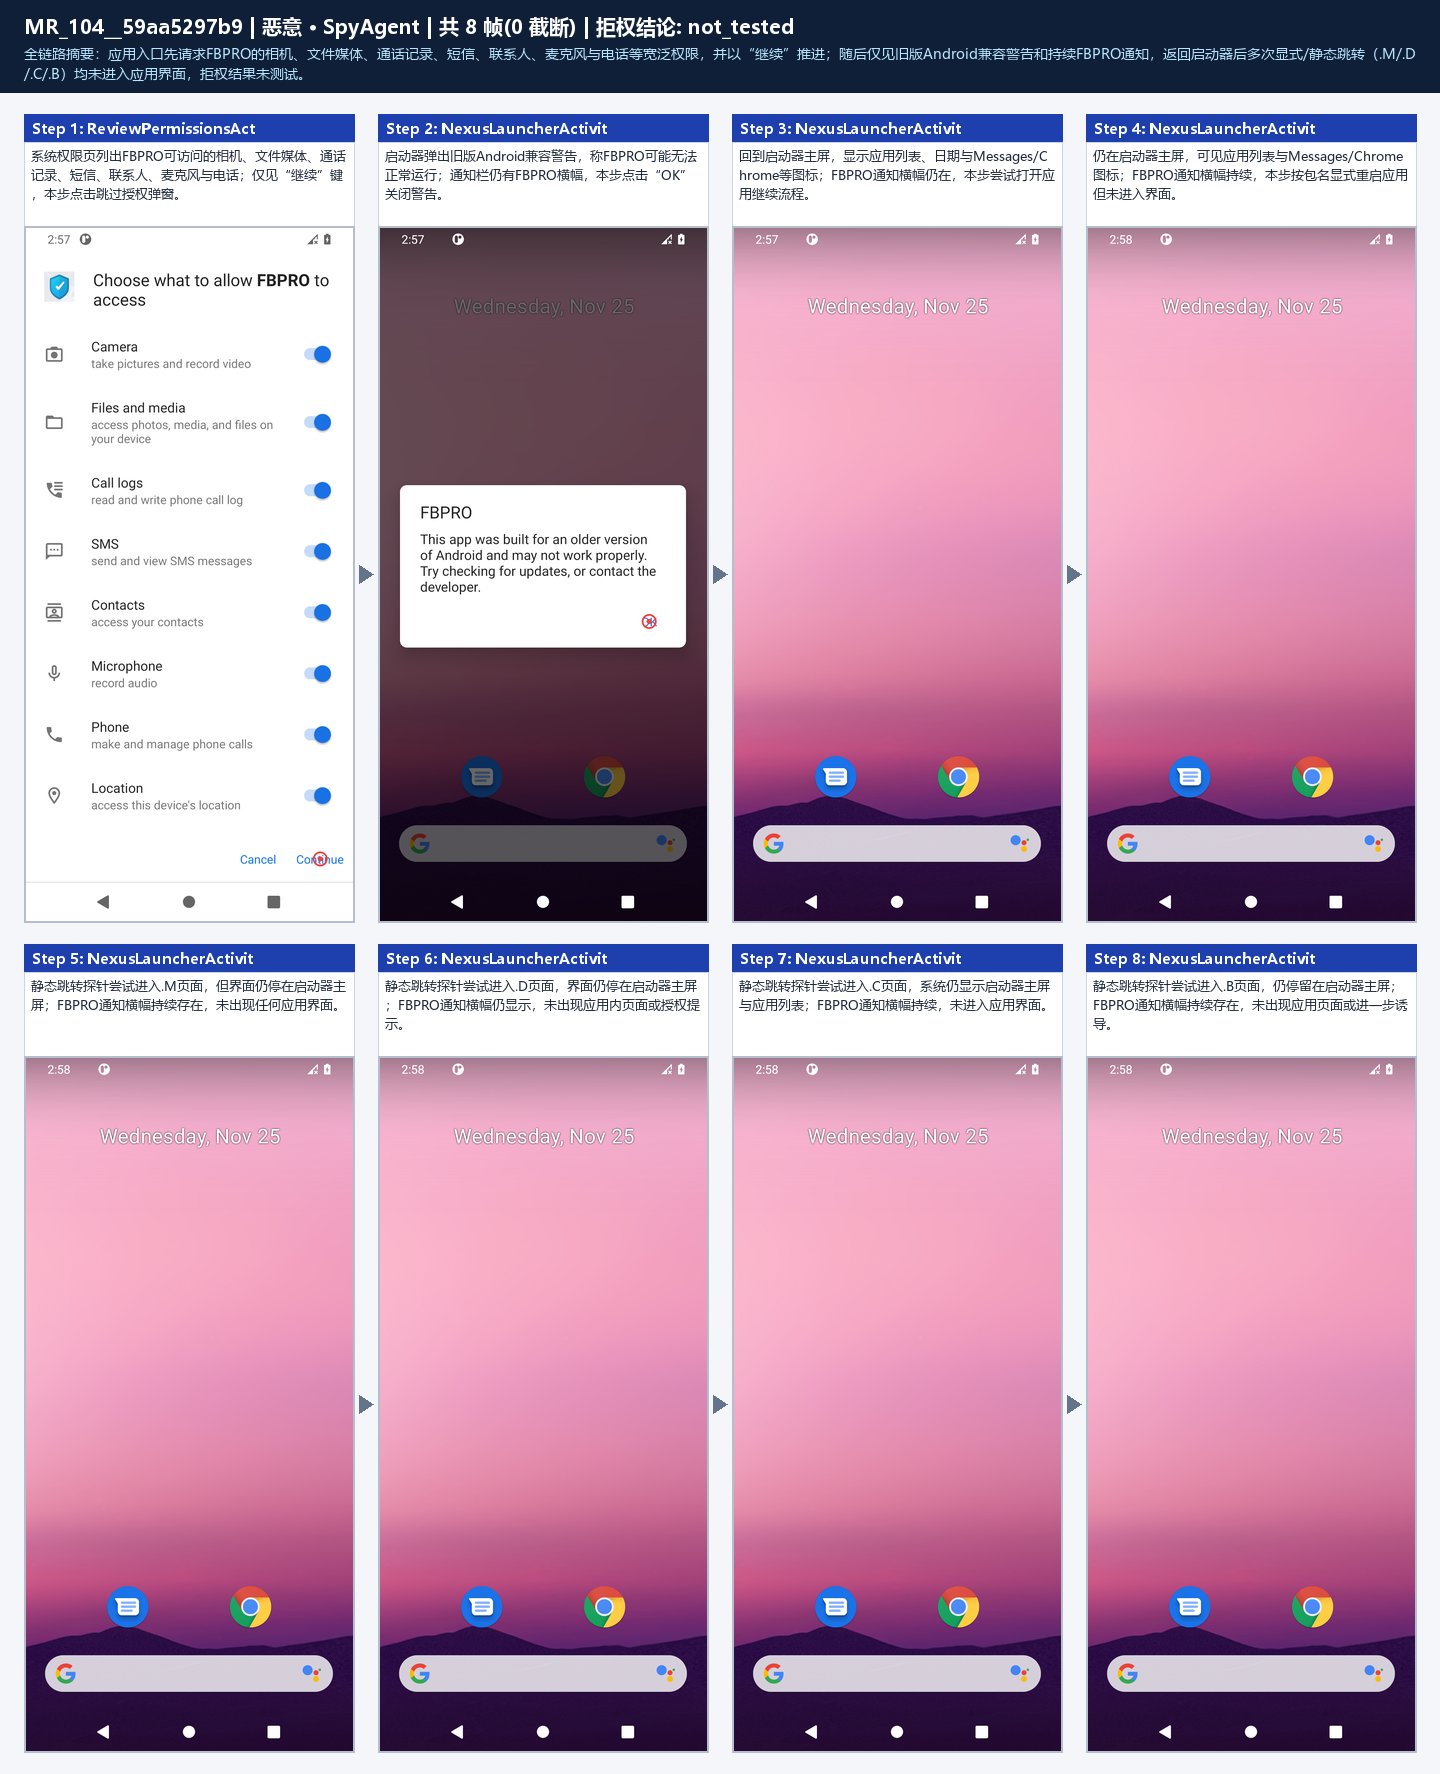 MR_104__59aa5297b9 | 恶意 • SpyAgent | 共 8 帧(0 截断) | 拒权结论: not_tested
全链路摘要：应用入口先请求FBPRO的相机、文件媒体、通话记录、短信、联系人、麦克风与电话等宽泛权限，并以“继续”推进；随后仅见旧版Android兼容警告和持续FBPRO通知，返回启动器后多次显式/静态跳转（.M/.D
/.C/.B）均未进入应用界面，拒权结果未测试。
Step 1: ReviewPermissionsAct
系统权限页列出FBPRO可访问的相机、文件媒体、通话
记录、短信、联系人、麦克风与电话；仅见“继续”键
，本步点击跳过授权弹窗。
2:57
Choose what to allow FBPRO to
access
Camera
take pictures and record video
Files and media
access photos, media, and files on
your device
Call logs
read and write phone call log
SMS
send and view SMS messages
Contacts
access your contacts
Microphone
record audio
Phone
make and manage phone calls
Location
access this device's location
Cancel Continue
Step 2: NexusLauncherActivit
启动器弹出旧版Android兼容警告，称FBPRO可能无法
正常运行；通知栏仍有FBPRO横幅，本步点击“OK”
关闭警告。
2:57
Wednesday, Nov 25
FBPRO
This app was built for an older version
of Android and may not work properly.
Try checking for updates, or contact the
developer.
Step 3: NexusLauncherActivit
回到启动器主屏，显示应用列表、日期与Messages/C
hrome等图标；FBPRO通知横幅仍在，本步尝试打开应
用继续流程。
2:57
Wednesday, Nov 25
Step 4: NexusLauncherActivit
仍在启动器主屏，可见应用列表与Messages/Chrome
图标；FBPRO通知横幅持续，本步按包名显式重启应用
但未进入界面。
2:58
Wednesday, Nov 25
Step 5: NexusLauncherActivit
静态跳转探针尝试进入.M页面，但界面仍停在启动器主
屏；FBPRO通知横幅持续存在，未出现任何应用界面。
2:58
Wednesday, Nov 25
Step 6: NexusLauncherActivit
静态跳转探针尝试进入.D页面，界面仍停在启动器主屏
；FBPRO通知横幅仍显示，未出现应用内页面或授权提
示。
2:58
Wednesday, Nov 25
Step 7: NexusLauncherActivit
静态跳转探针尝试进入.C页面，系统仍显示启动器主屏
与应用列表；FBPRO通知横幅持续，未进入应用界面。
2:58
Wednesday, Nov 25
Step 8: NexusLauncherActivit
静态跳转探针尝试进入.B页面，仍停留在启动器主屏；
FBPRO通知横幅持续存在，未出现应用页面或进一步诱
导。
2:58
Wednesday, Nov 25